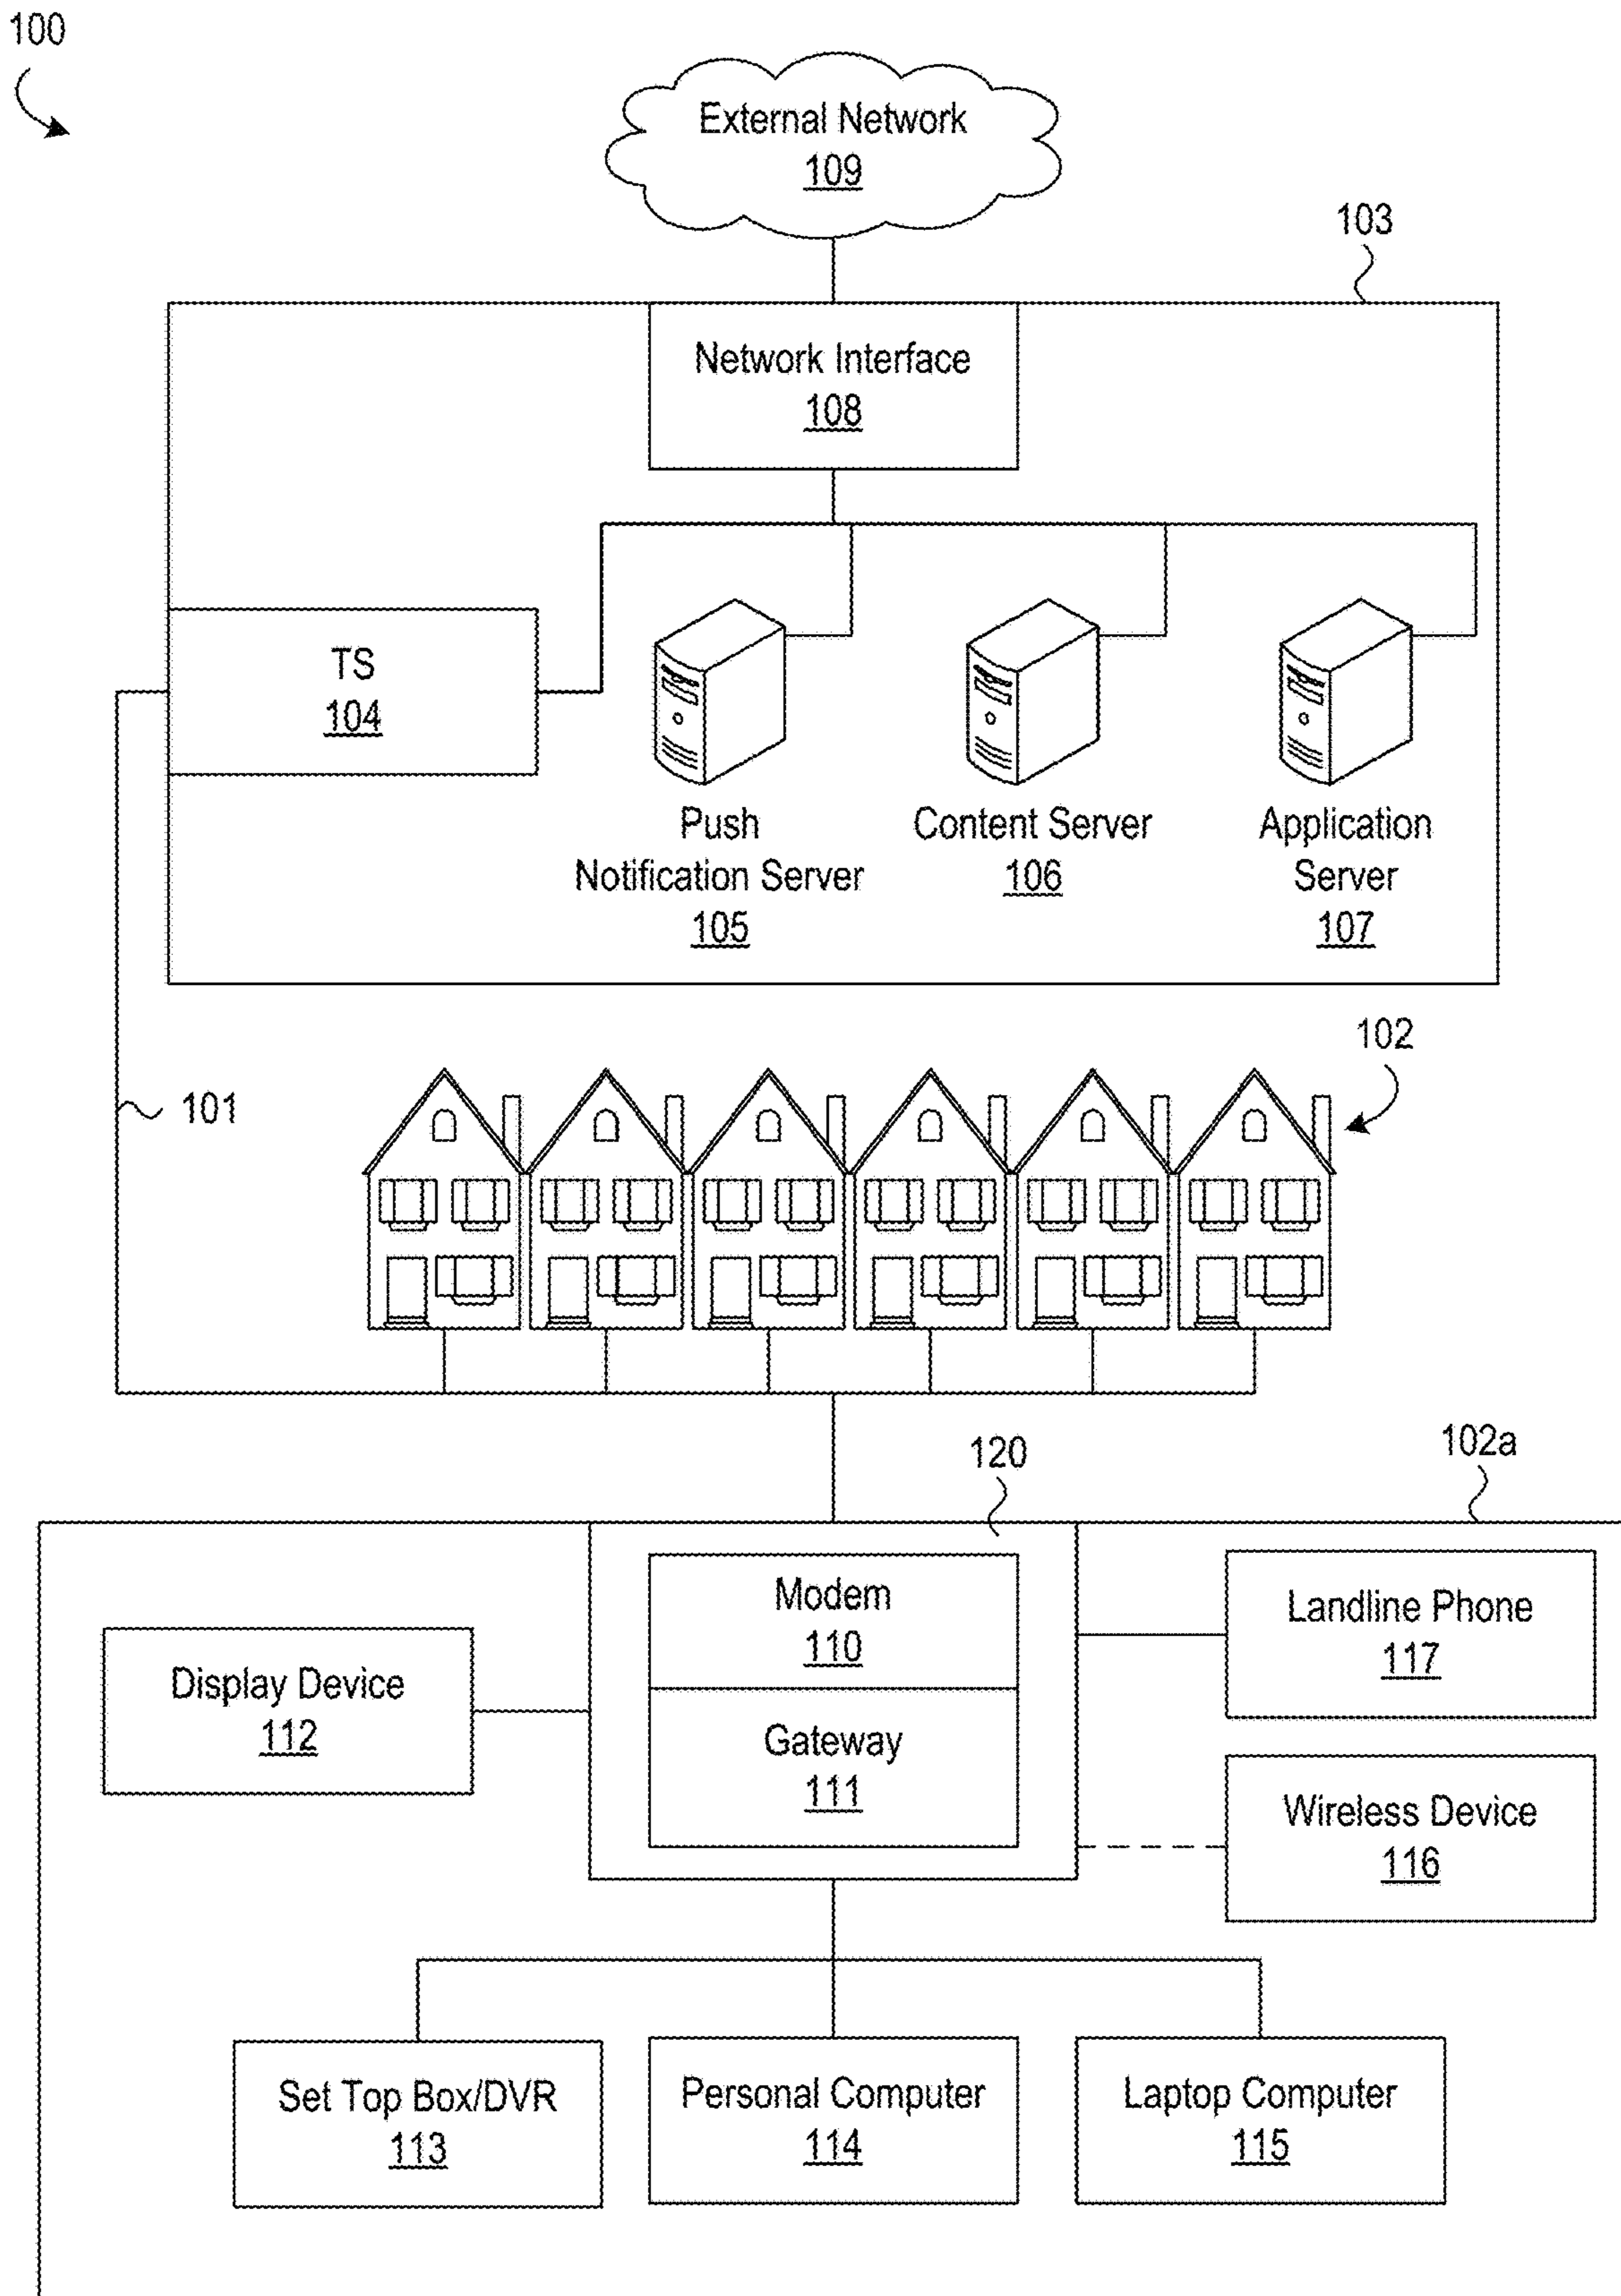 100
External Network
109
103
Network Interface
108
TS
104
Push
Notification Server
105
Content Server
106
Application
Server
107
102
101
120
102a
Modem
110
Gateway
111
Display Device
112
Landline Phone
117
Wireless Device
116
Set Top Box/DVR
113
Personal Computer
114
Laptop Computer
115